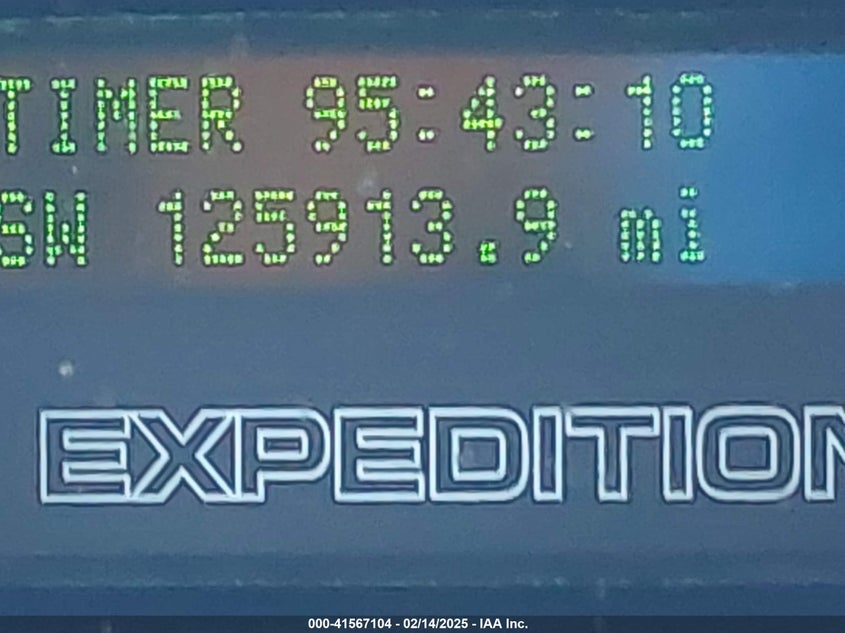 TIMER 95:43:10
SW 125913.9 mi
EXPEDITION
000-41567104 - 02/14/2025 - IAA Inc.